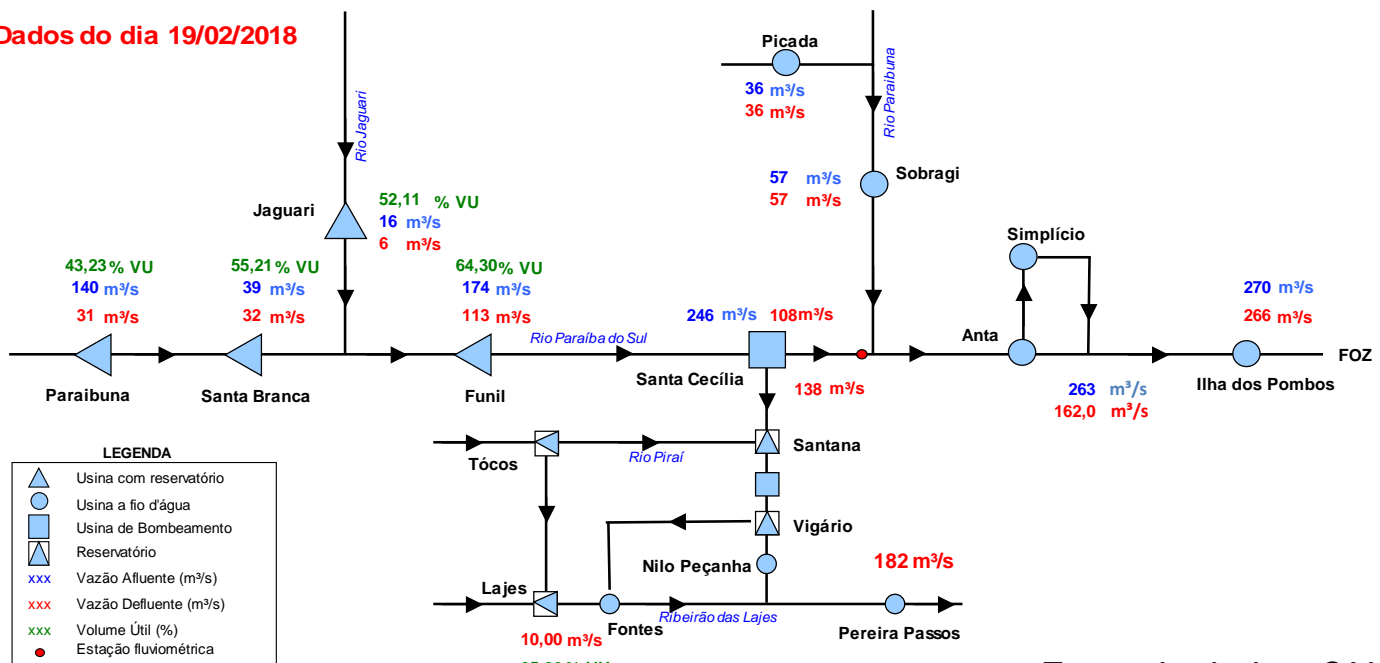 Dados do dia 19/02/2018
Picada
36 m³/s
36 m³/s
Rio Paraibuna
Rio Jaguari
57 m³/s
57 m³/s
Sobragi
Jaguari
52,11 % VU
16 m³/s
6 m³/s
Simplício
43,23 % VU
140 m³/s
31 m³/s
55,21 % VU
39 m³/s
32 m³/s
64,30 % VU
174 m³/s
113 m³/s
246 m³/s 108 m³/s
270 m³/s
266 m³/s
Rio Paraíba do Sul
Anta
FOZ
Paraibuna
Santa Branca
Funil
Santa Cecília
138 m³/s
263 m³/s
162,0 m³/s
Ilha dos Pombos
LEGENDA
Usina com reservatório
Usina a fio d'água
Usina de Bombeamento
Reservatório
xxx Vazão Afluente (m³/s)
xxx Vazão Defluente (m³/s)
xxx Volume Útil (%)
Estação fluviométrica
Tócos
Rio Piraí
Santana
Vigário
Nilo Peçanha
182 m³/s
Lajes
Fontes
Ribeirão das Lajes
Pereira Passos
10,00 m³/s